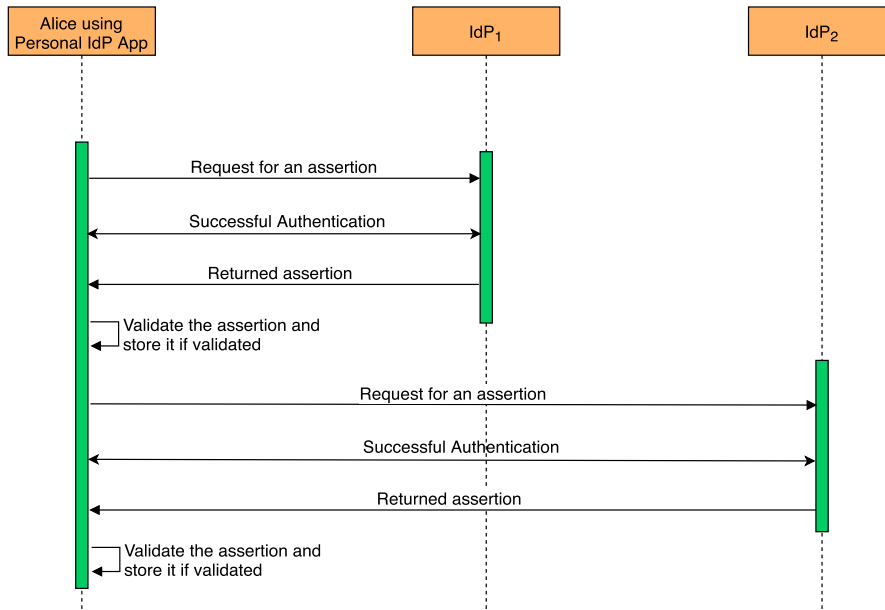 Alice using
Personal IdP App
IdP1
IdP2
Request for an assertion
Successful Authentication
Returned assertion
Validate the assertion and
store it if validated
Request for an assertion
Successful Authentication
Returned assertion
Validate the assertion and
store it if validated